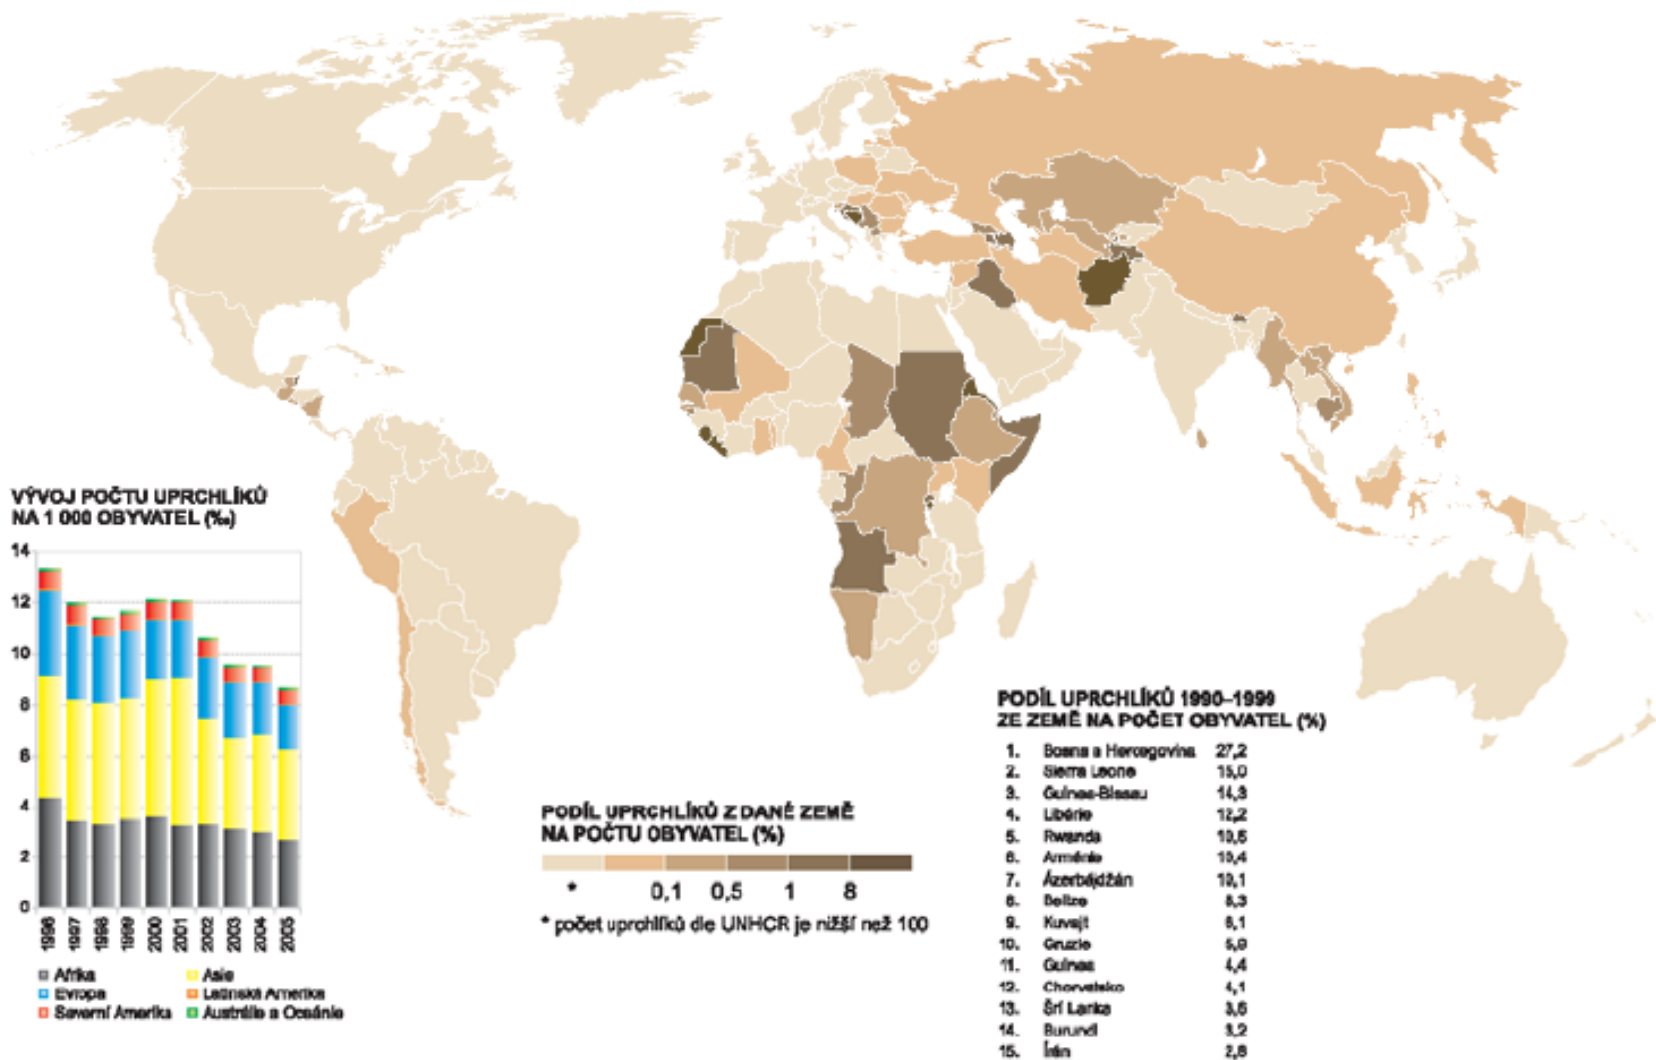 VÝVOJ POČTU UPRCHLÍKŮ
NA 1 000 OBYVATEL (‰)
14
12
10
8
6
4
2
0
1996 1997 1998 1999 2000 2001 2002 2003 2004 2005
Afrika Asie
Evropa Latinská Amerika
Severní Amerika Austrálie a Oceánie
PODÍL UPRCHLÍKŮ Z DANÉ ZEMĚ
NA POČTU OBYVATEL (%)
* 0,1 0,5 1 8
* počet uprchlíků dle UNHCR je nižší než 100
PODÍL UPRCHLÍKŮ 1990–1999
ZE ZEMĚ NA POČET OBYVATEL (%)
1. Bosna a Hercegovina 27,2
2. Sierra Leone 15,0
3. Guinea-Bissau 14,3
4. Libérie 12,2
5. Rwanda
6. Arménie 10,4
7. Ázerbájdžán 10,1
8. Belize
9. Kuvajt
10. Gruzie
11. Guinea 4,4
12. Chorvatsko 4,1
13. Šrí Lanka
14. Burundi 3,2
15. Írán